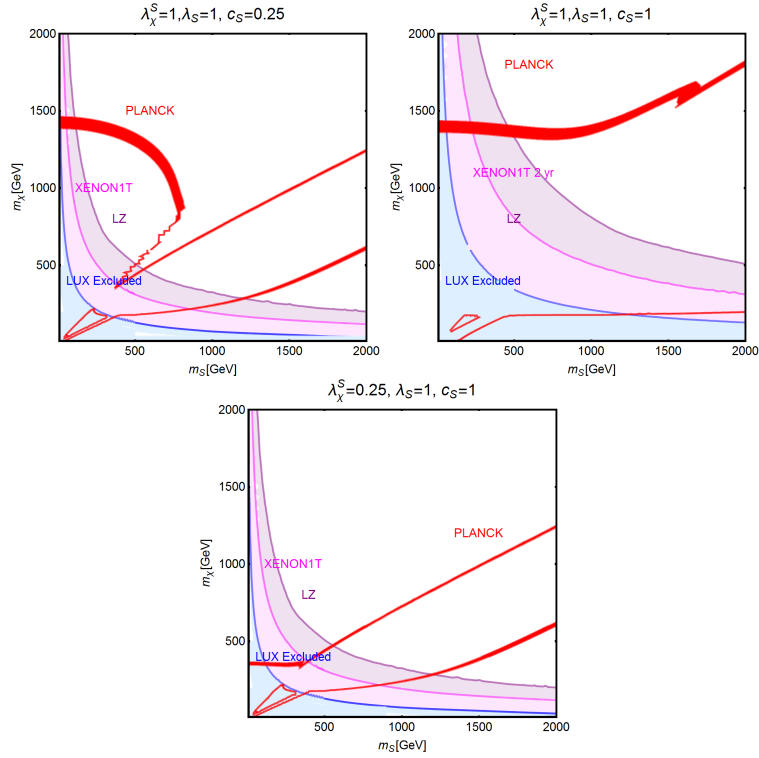 λ_χ^S=1,λ_S=1, c_S=0.25
2000
1500
1000
500
m_χ[GeV]
PLANCK
XENON1T
LZ
LUX Excluded
500 1000 1500 2000
m_S[GeV]
λ_χ^S=1,λ_S=1, c_S=1
2000
1500
1000
500
m_χ[GeV]
PLANCK
XENON1T 2 yr
LZ
LUX Excluded
500 1000 1500 2000
m_S[GeV]
λ_χ^S=0.25, λ_S=1, c_S=1
2000
1500
1000
500
m_χ[GeV]
PLANCK
XENON1T
LZ
LUX Excluded
500 1000 1500 2000
m_S[GeV]